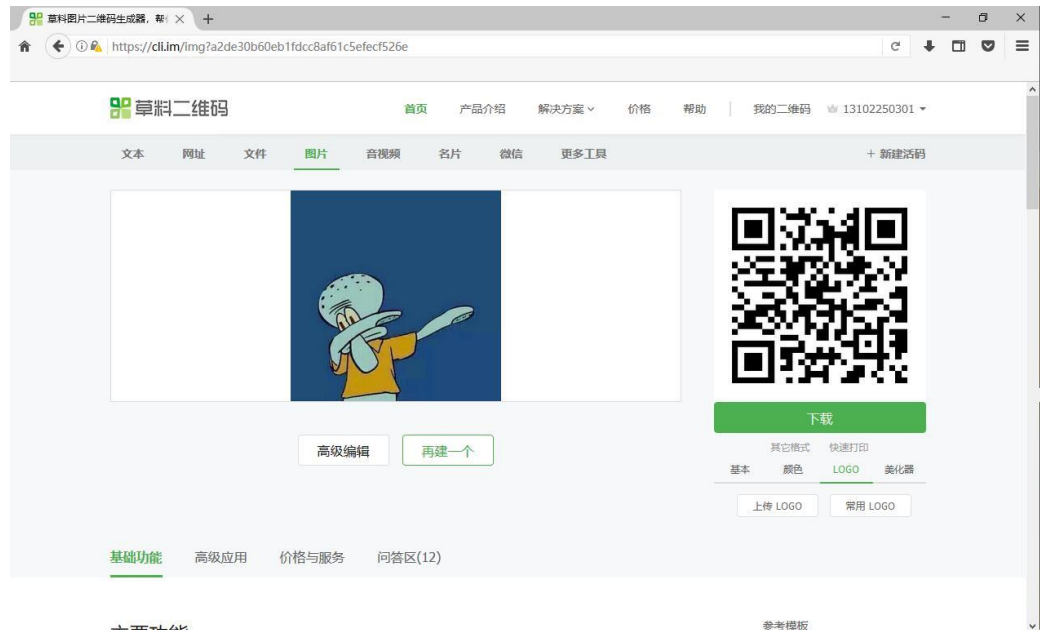 草料图片二维码生成器，帮
https://cli.im/img?a2de30b60eb1fdcc8af61c5efecf526e
草料二维码
首页 产品介绍 解决方案 价格 帮助 我的二维码 13102250301
文本 网址 文件 图片 音视频 名片 微信 更多工具 + 新建活码
下载
其它格式 快速打印
基本 颜色 LOGO 美化器
高级编辑 再建一个
上传 LOGO 常用 LOGO
基础功能 高级应用 价格与服务 问答区(12)
主要功能 参考模板